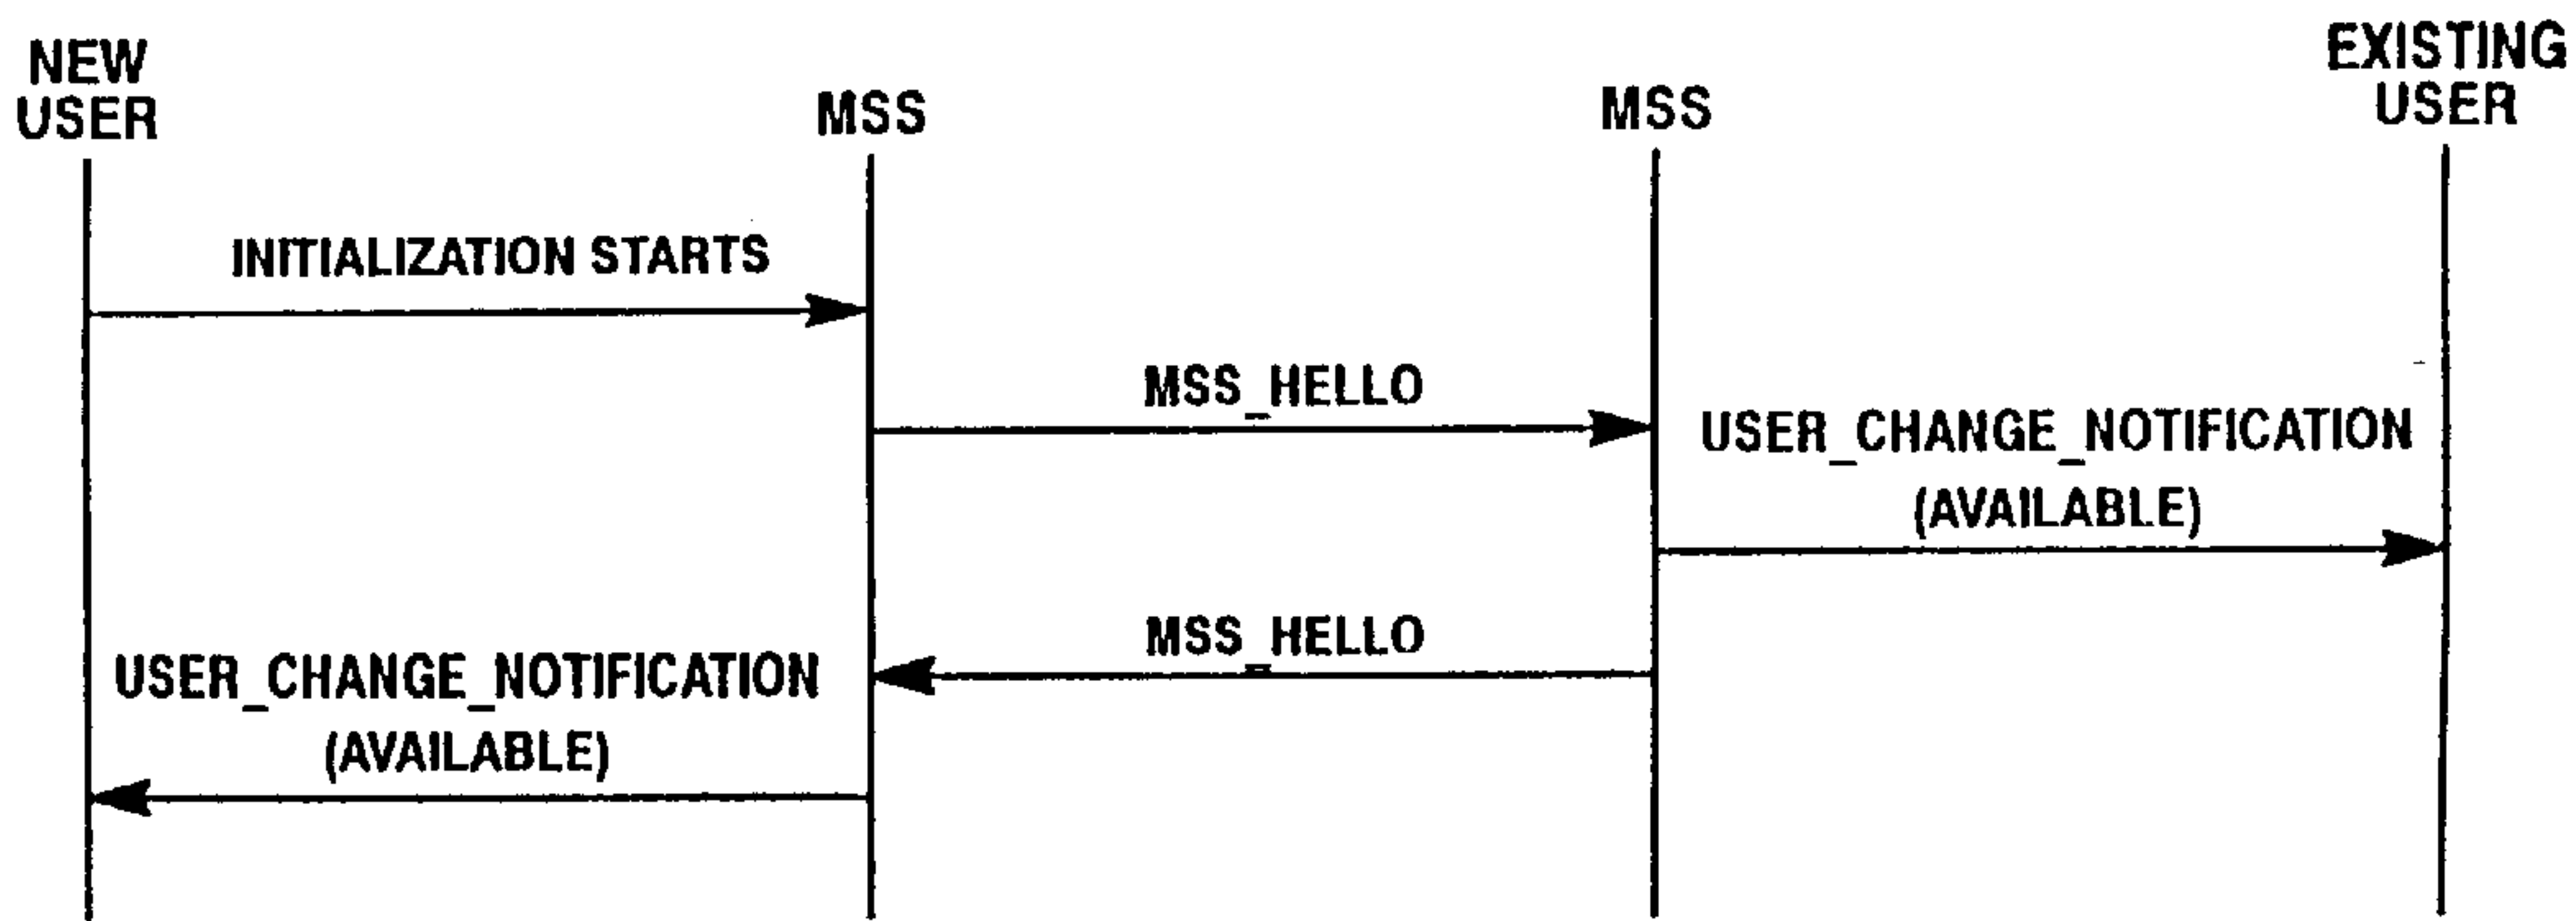 NEW
USER
MSS
MSS
EXISTING
USER
INITIALIZATION STARTS
MSS_HELLO
USER_CHANGE_NOTIFICATION
(AVAILABLE)
MSS_HELLO
USER_CHANGE_NOTIFICATION
(AVAILABLE)